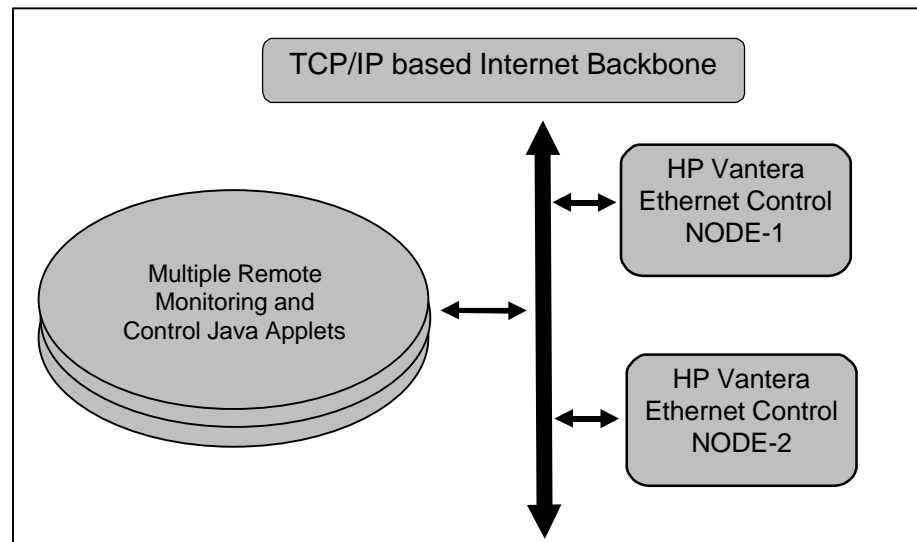 TCP/IP based Internet Backbone
HP Vantera
Ethernet Control
NODE-1
Multiple Remote
Monitoring and
Control Java Applets
HP Vantera
Ethernet Control
NODE-2